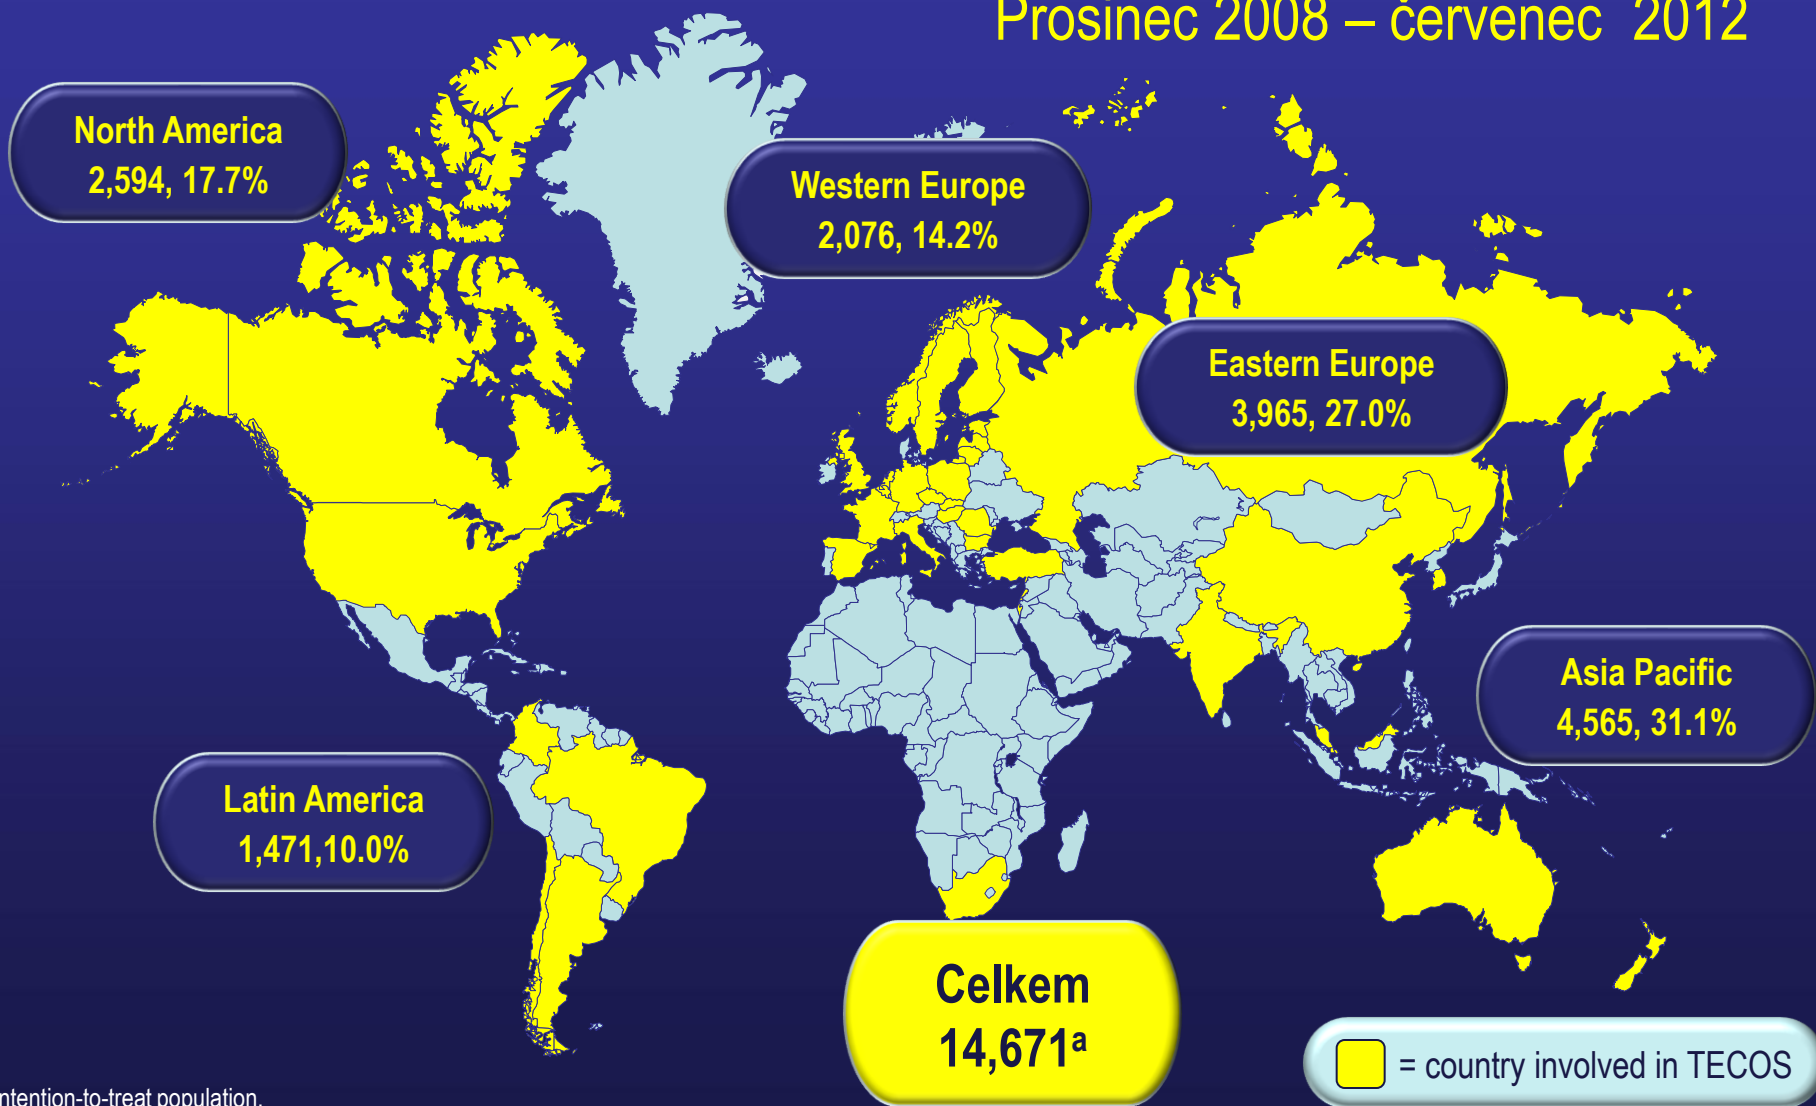 Prosinec 2008 – červenec 2012
North America
2,594, 17.7%
Western Europe
2,076, 14.2%
Eastern Europe
3,965, 27.0%
Asia Pacific
4,565, 31.1%
Latin America
1,471,10.0%
Celkem
14,671ᵃ
= country involved in TECOS
ntention-to-treat population.